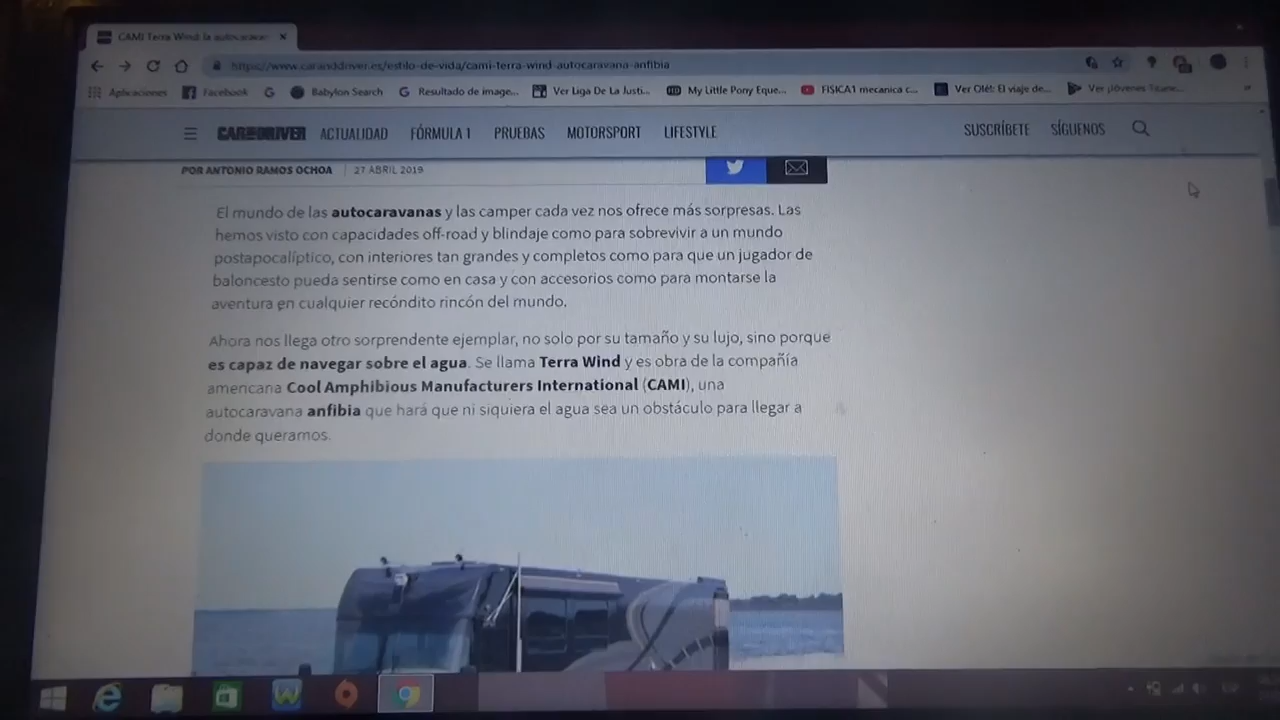 CAMI Terra Wind: la autocaravan
https://www.caranddriver.es/estilo-de-vida/cami-terra-wind-autocaravana-anfibia
Aplicaciones Facebook Babylon Search Resultado de image... Ver Liga De La Justi... My Little Pony Eque... FISICA1 mecanica c... Ver Olé!: El viaje de... Ver ¡Jóvenes Titane...
CAR AND DRIVER ACTUALIDAD FÓRMULA 1 PRUEBAS MOTORSPORT LIFESTYLE SUSCRÍBETE SÍGUENOS
POR ANTONIO RAMOS OCHOA 27 ABRIL 2019
El mundo de las autocaravanas y las camper cada vez nos ofrece más sorpresas. Las
hemos visto con capacidades off-road y blindaje como para sobrevivir a un mundo
postapocalíptico, con interiores tan grandes y completos como para que un jugador de
baloncesto pueda sentirse como en casa y con accesorios como para montarse la
aventura en cualquier recóndito rincón del mundo.
Ahora nos llega otro sorprendente ejemplar, no solo por su tamaño y su lujo, sino porque
es capaz de navegar sobre el agua. Se llama Terra Wind y es obra de la compañía
americana Cool Amphibious Manufacturers International (CAMI), una
autocaravana anfibia que hará que ni siquiera el agua sea un obstáculo para llegar a
donde queramos.